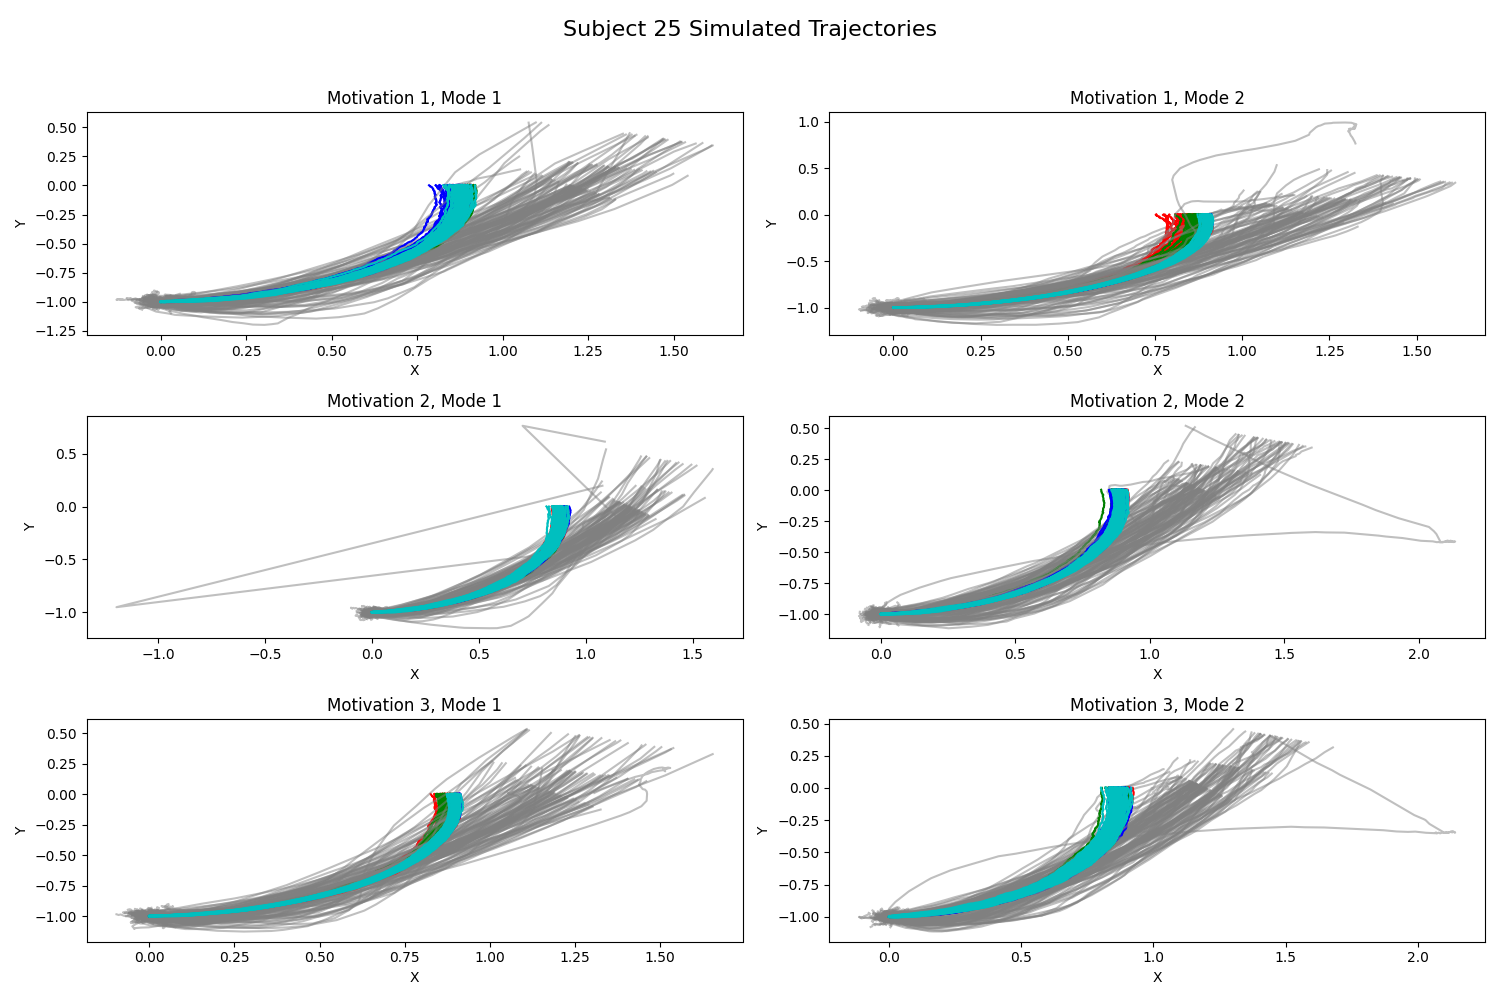 Subject 25 Simulated Trajectories
Motivation 1, Mode 1
Y
0.50
0.25
0.00
−0.25
−0.50
−0.75
−1.00
−1.25
0.00 0.25 0.50 0.75 1.00 1.25 1.50
X
Motivation 1, Mode 2
Y
1.0
0.5
0.0
−0.5
−1.0
0.00 0.25 0.50 0.75 1.00 1.25 1.50
X
Motivation 2, Mode 1
Y
0.5
0.0
−0.5
−1.0
−1.0 −0.5 0.0 0.5 1.0 1.5
X
Motivation 2, Mode 2
Y
0.50
0.25
0.00
−0.25
−0.50
−0.75
−1.00
0.0 0.5 1.0 1.5 2.0
X
Motivation 3, Mode 1
Y
0.50
0.25
0.00
−0.25
−0.50
−0.75
−1.00
0.00 0.25 0.50 0.75 1.00 1.25 1.50
X
Motivation 3, Mode 2
Y
0.50
0.25
0.00
−0.25
−0.50
−0.75
−1.00
0.0 0.5 1.0 1.5 2.0
X